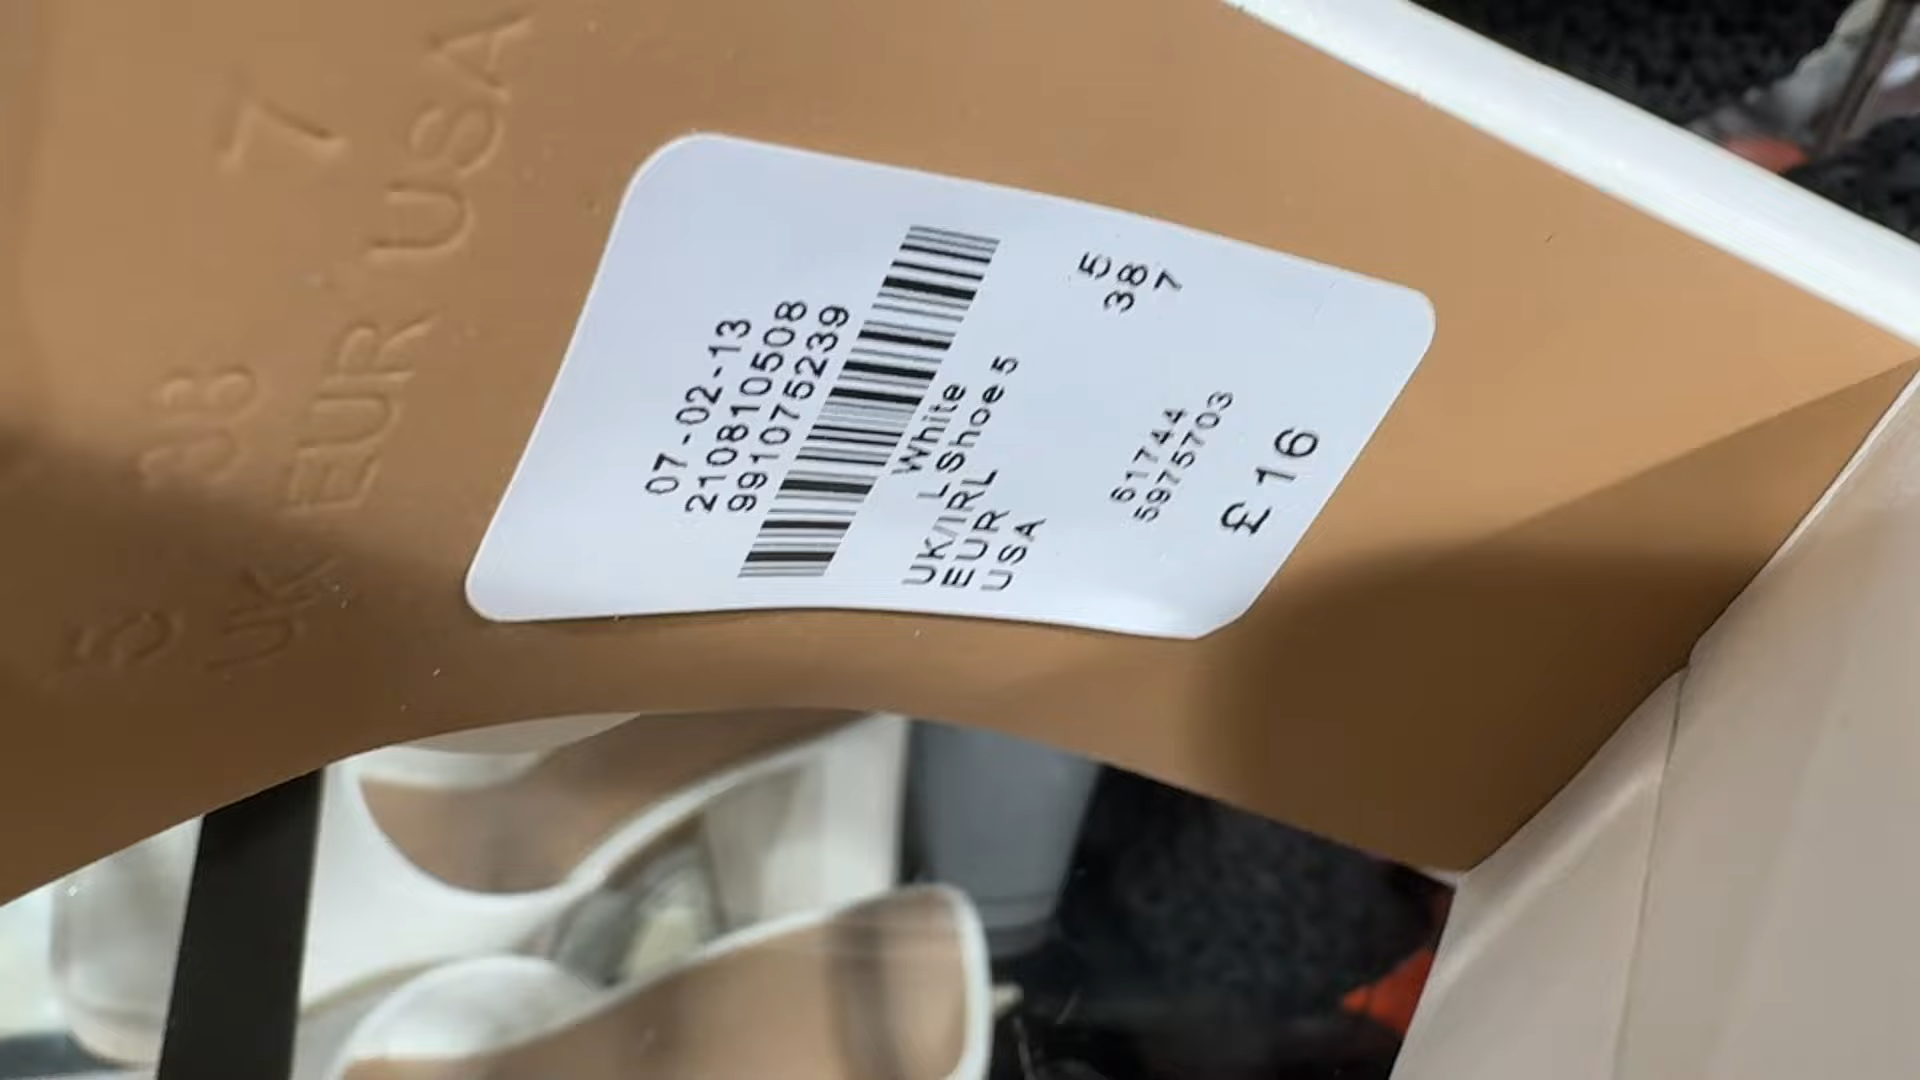 5 38 7
UK EUR USA
07-02-13
210810508
991075239
White
L Shoe 5
UK/IRL 5
EUR 38
USA 7
61744
5975703
£16